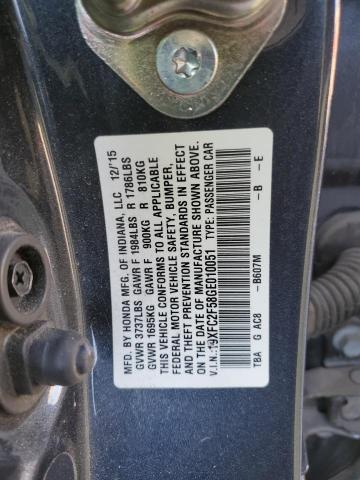 MFD. BY HONDA MFG. OF INDIANA, LLC 12/'15
GVWR 3737LBS GAWR F 1984LBS R 1786LBS
GVWR 1695KG GAWR F 900KG R 810KG
THIS VEHICLE CONFORMS TO ALL APPLICABLE
FEDERAL MOTOR VEHICLE SAFETY, BUMPER,
AND THEFT PREVENTION STANDARDS IN EFFECT
ON THE DATE OF MANUFACTURE SHOWN ABOVE.
V.I.N.:19XFC2F58GE010051 TYPE: PASSENGER CAR
TBA G AC8 -B607M -B -E